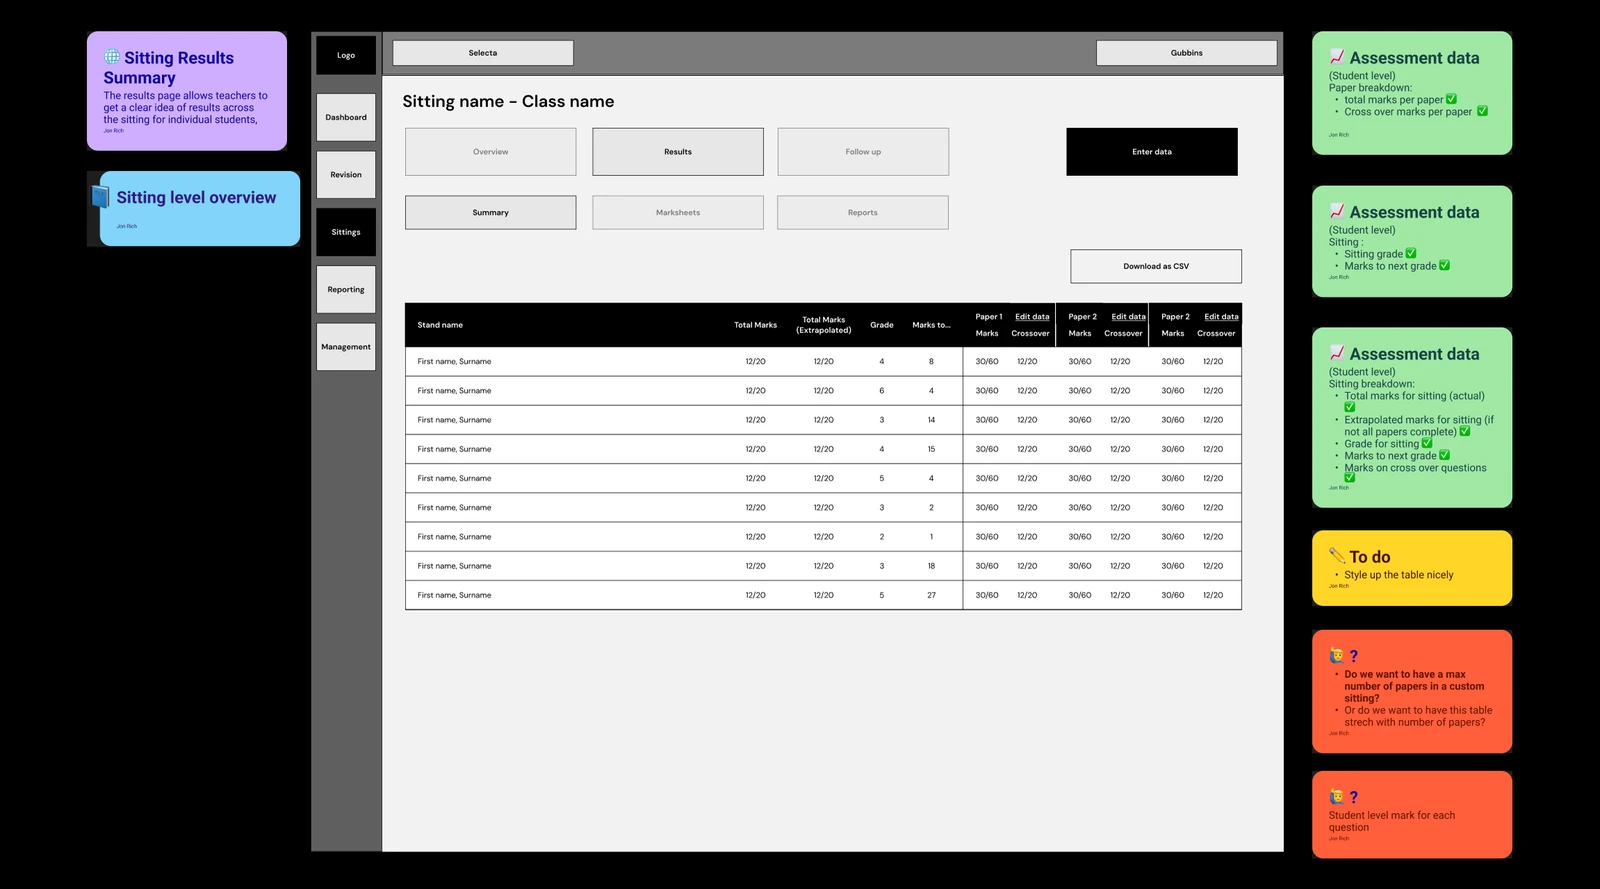 Sitting Results
Summary
The results page allows teachers to
get a clear idea of results across
the sitting for individual students,
Jon Rich
Sitting level overview
Jon Rich
Logo
Selecta
Gubbins
Dashboard
Revision
Sittings
Reporting
Management
Sitting name - Class name
Overview
Results
Follow up
Enter data
Summary
Marksheets
Reports
Download as CSV
Stand name Total Marks Total Marks (Extrapolated) Grade Marks to... Paper 1 Edit data Paper 2 Edit data Paper 2 Edit data
Marks Crossover Marks Crossover Marks Crossover
First name, Surname 12/20 12/20 4 8 30/60 12/20 30/60 12/20 30/60 12/20
First name, Surname 12/20 12/20 6 4 30/60 12/20 30/60 12/20 30/60 12/20
First name, Surname 12/20 12/20 3 14 30/60 12/20 30/60 12/20 30/60 12/20
First name, Surname 12/20 12/20 4 15 30/60 12/20 30/60 12/20 30/60 12/20
First name, Surname 12/20 12/20 5 4 30/60 12/20 30/60 12/20 30/60 12/20
First name, Surname 12/20 12/20 3 2 30/60 12/20 30/60 12/20 30/60 12/20
First name, Surname 12/20 12/20 2 1 30/60 12/20 30/60 12/20 30/60 12/20
First name, Surname 12/20 12/20 3 18 30/60 12/20 30/60 12/20 30/60 12/20
First name, Surname 12/20 12/20 5 27 30/60 12/20 30/60 12/20 30/60 12/20
Assessment data
(Student level)
Paper breakdown:
• total marks per paper ✅
• Cross over marks per paper ✅
Jon Rich
Assessment data
(Student level)
Sitting :
• Sitting grade ✅
• Marks to next grade ✅
Jon Rich
Assessment data
(Student level)
Sitting breakdown:
• Total marks for sitting (actual)
✅
• Extrapolated marks for sitting (if
not all papers complete) ✅
• Grade for sitting ✅
• Marks to next grade ✅
• Marks on cross over questions
✅
Jon Rich
To do
• Style up the table nicely
Jon Rich
?
• Do we want to have a max
number of papers in a custom
sitting?
• Or do we want to have this table
strech with number of papers?
Jon Rich
?
Student level mark for each
question
Jon Rich